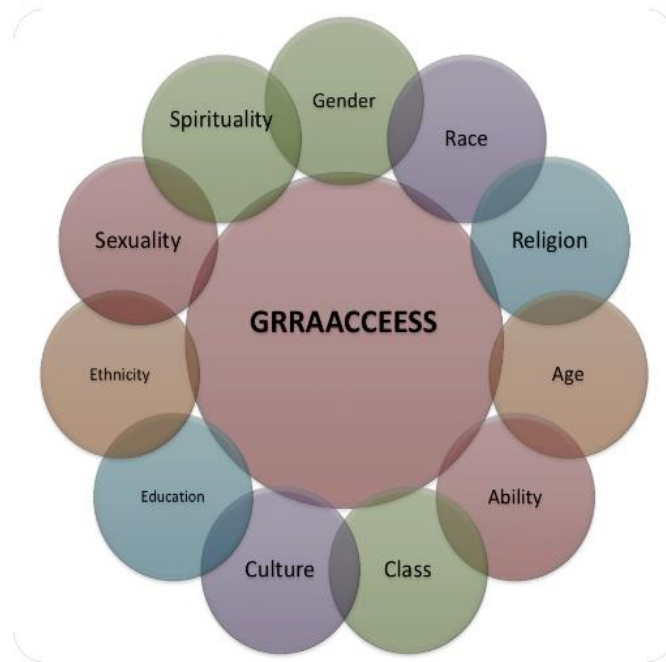 Gender
Race
Religion
Age
Ability
Class
Culture
Education
Ethnicity
Sexuality
Spirituality
GRRAACCEESS